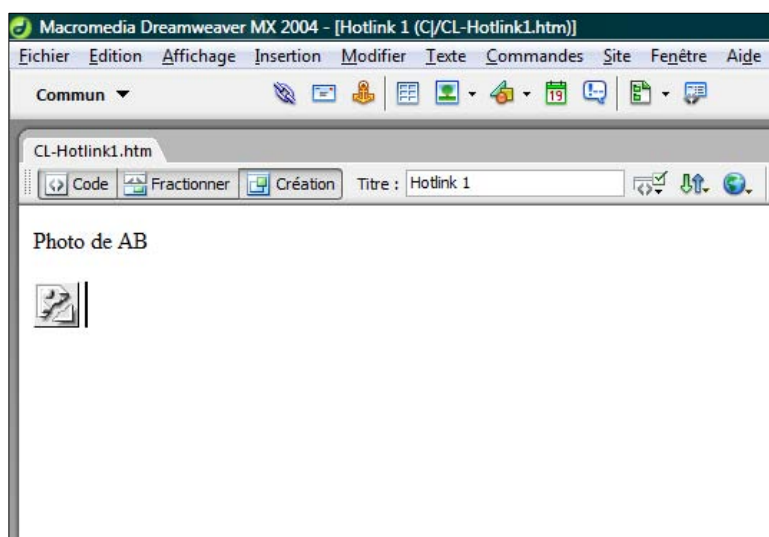 Macromedia Dreamweaver MX 2004 - [Hotlink 1 (C|/CL-Hotlink1.htm)]
Fichier Edition Affichage Insertion Modifier Texte Commandes Site Fenêtre Aide
Commun 19
CL-Hotlink1.htm
Code Fractionner Création Titre : Hotlink 1
Photo de AB